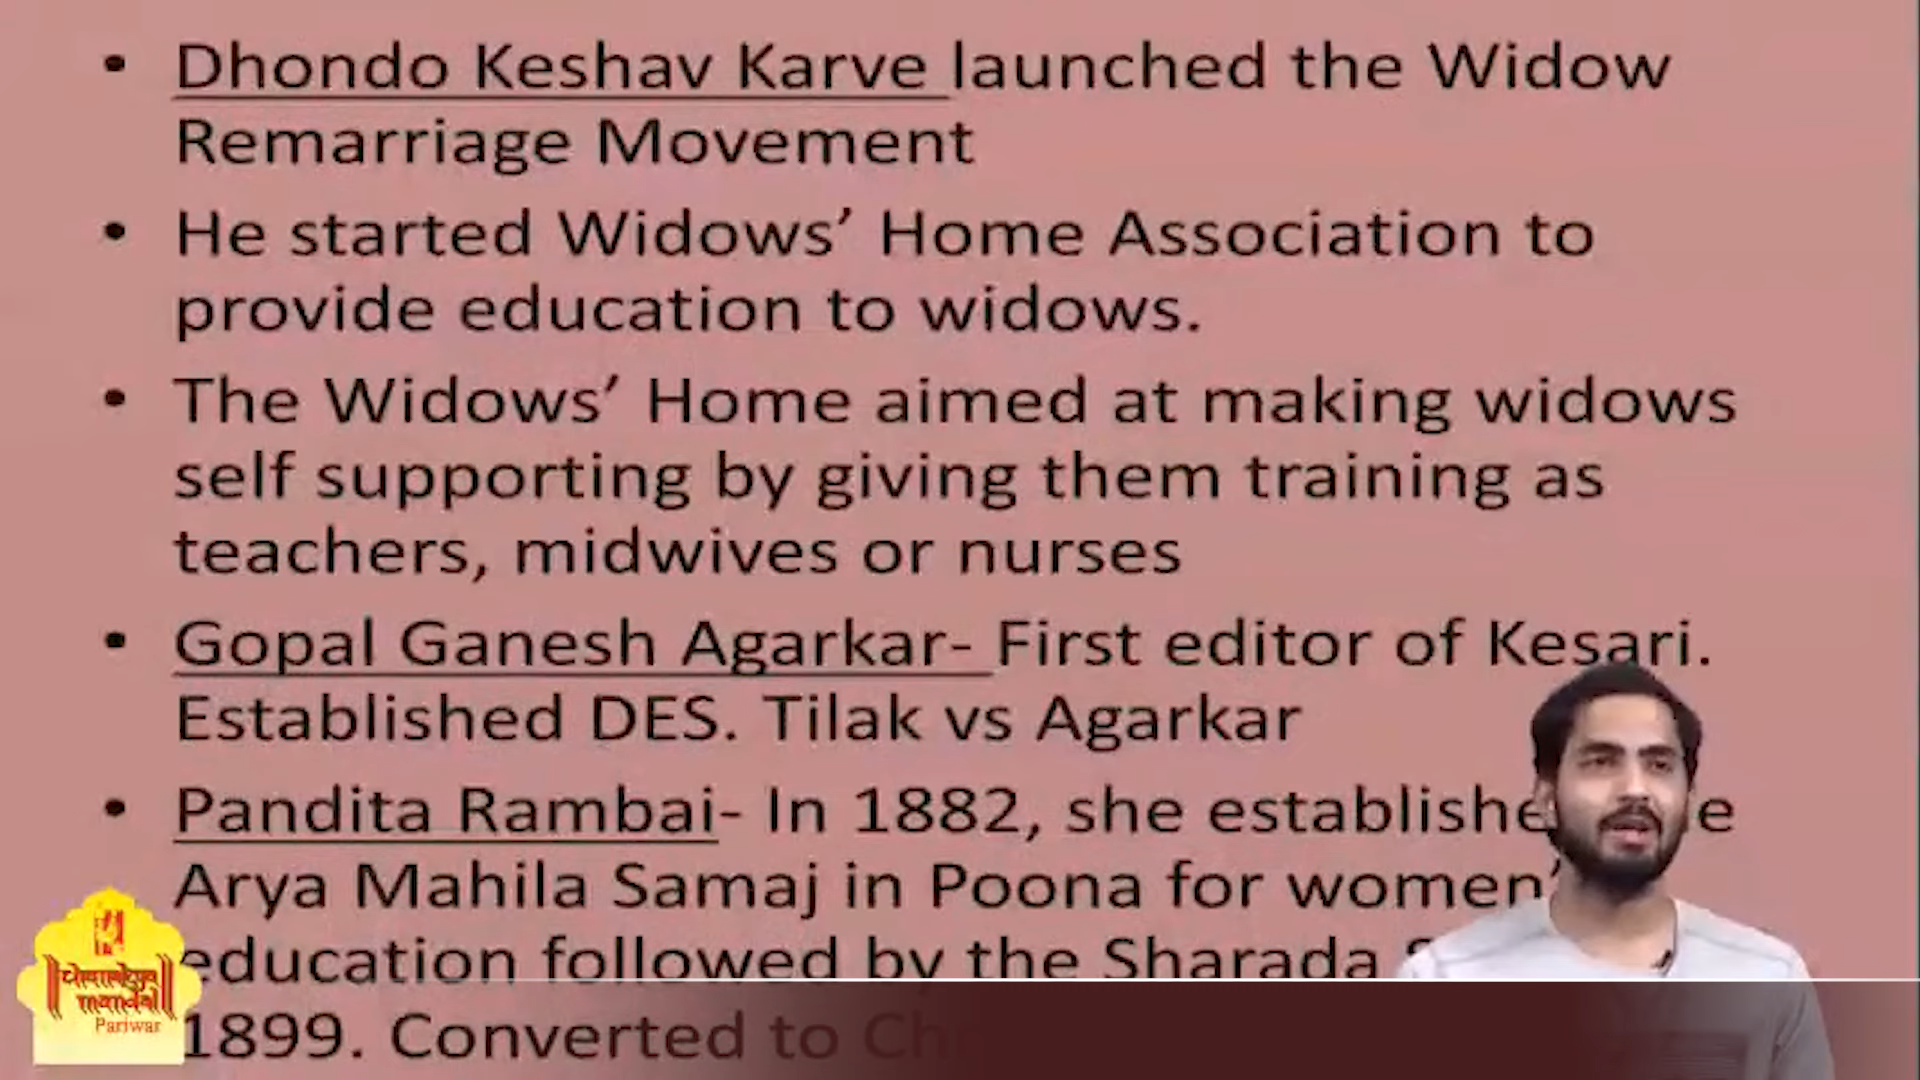 • Dhondo Keshav Karve launched the Widow
Remarriage Movement
• He started Widows’ Home Association to
provide education to widows.
• The Widows’ Home aimed at making widows
self supporting by giving them training as
teachers, midwives or nurses
• Gopal Ganesh Agarkar- First editor of Kesari.
Established DES. Tilak vs Agarkar
• Pandita Rambai- In 1882, she
Arya Mahila Samaj in Poona for
education followed by the Sharada
1899. Converted to
chanakya
mandal
Pariwar